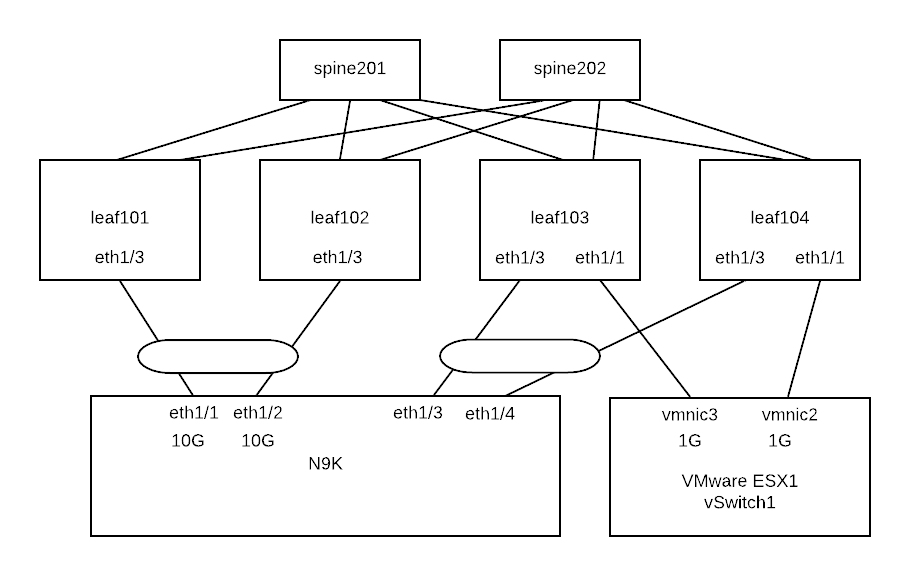 spine201
spine202
leaf101
leaf102
leaf103
leaf104
eth1/3
eth1/3
eth1/3
eth1/1
eth1/3
eth1/1
eth1/1
eth1/2
eth1/3
eth1/4
10G
10G
N9K
vmnic3
vmnic2
1G
1G
VMware ESX1
vSwitch1